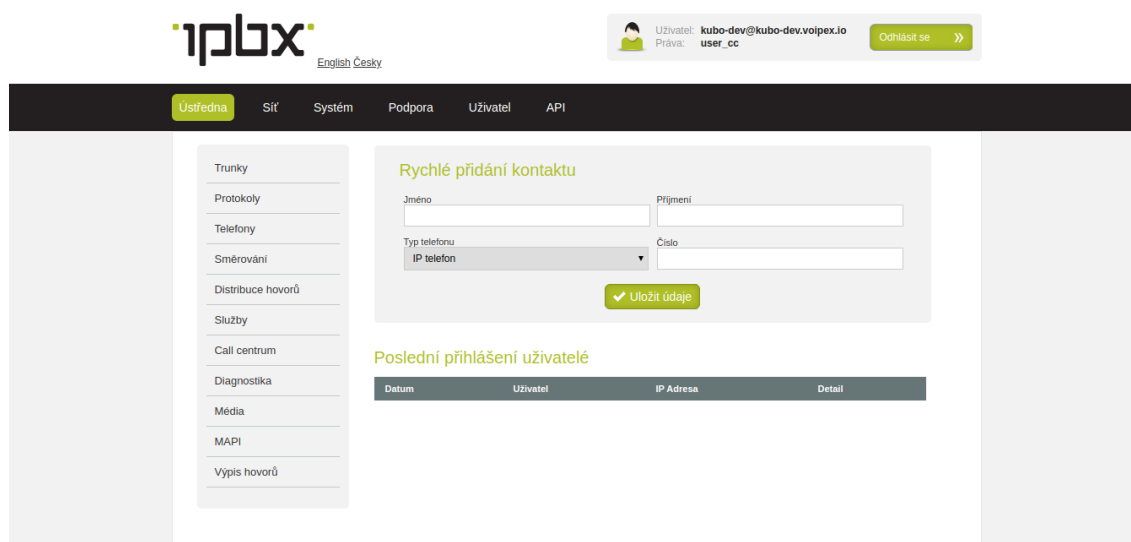 ipbx
English Česky
Uživatel: kubo-dev@kubo-dev.voipex.io
Práva: user_cc
Odhlásit se »
Ústředna Síť Systém Podpora Uživatel API
Trunky
Protokoly
Telefony
Směrování
Distribuce hovorů
Služby
Call centrum
Diagnostika
Média
MAPI
Výpis hovorů
Rychlé přidání kontaktu
Jméno Příjmení
Typ telefonu Číslo
IP telefon
Uložit údaje
Poslední přihlášení uživatelé
Datum Uživatel IP Adresa Detail